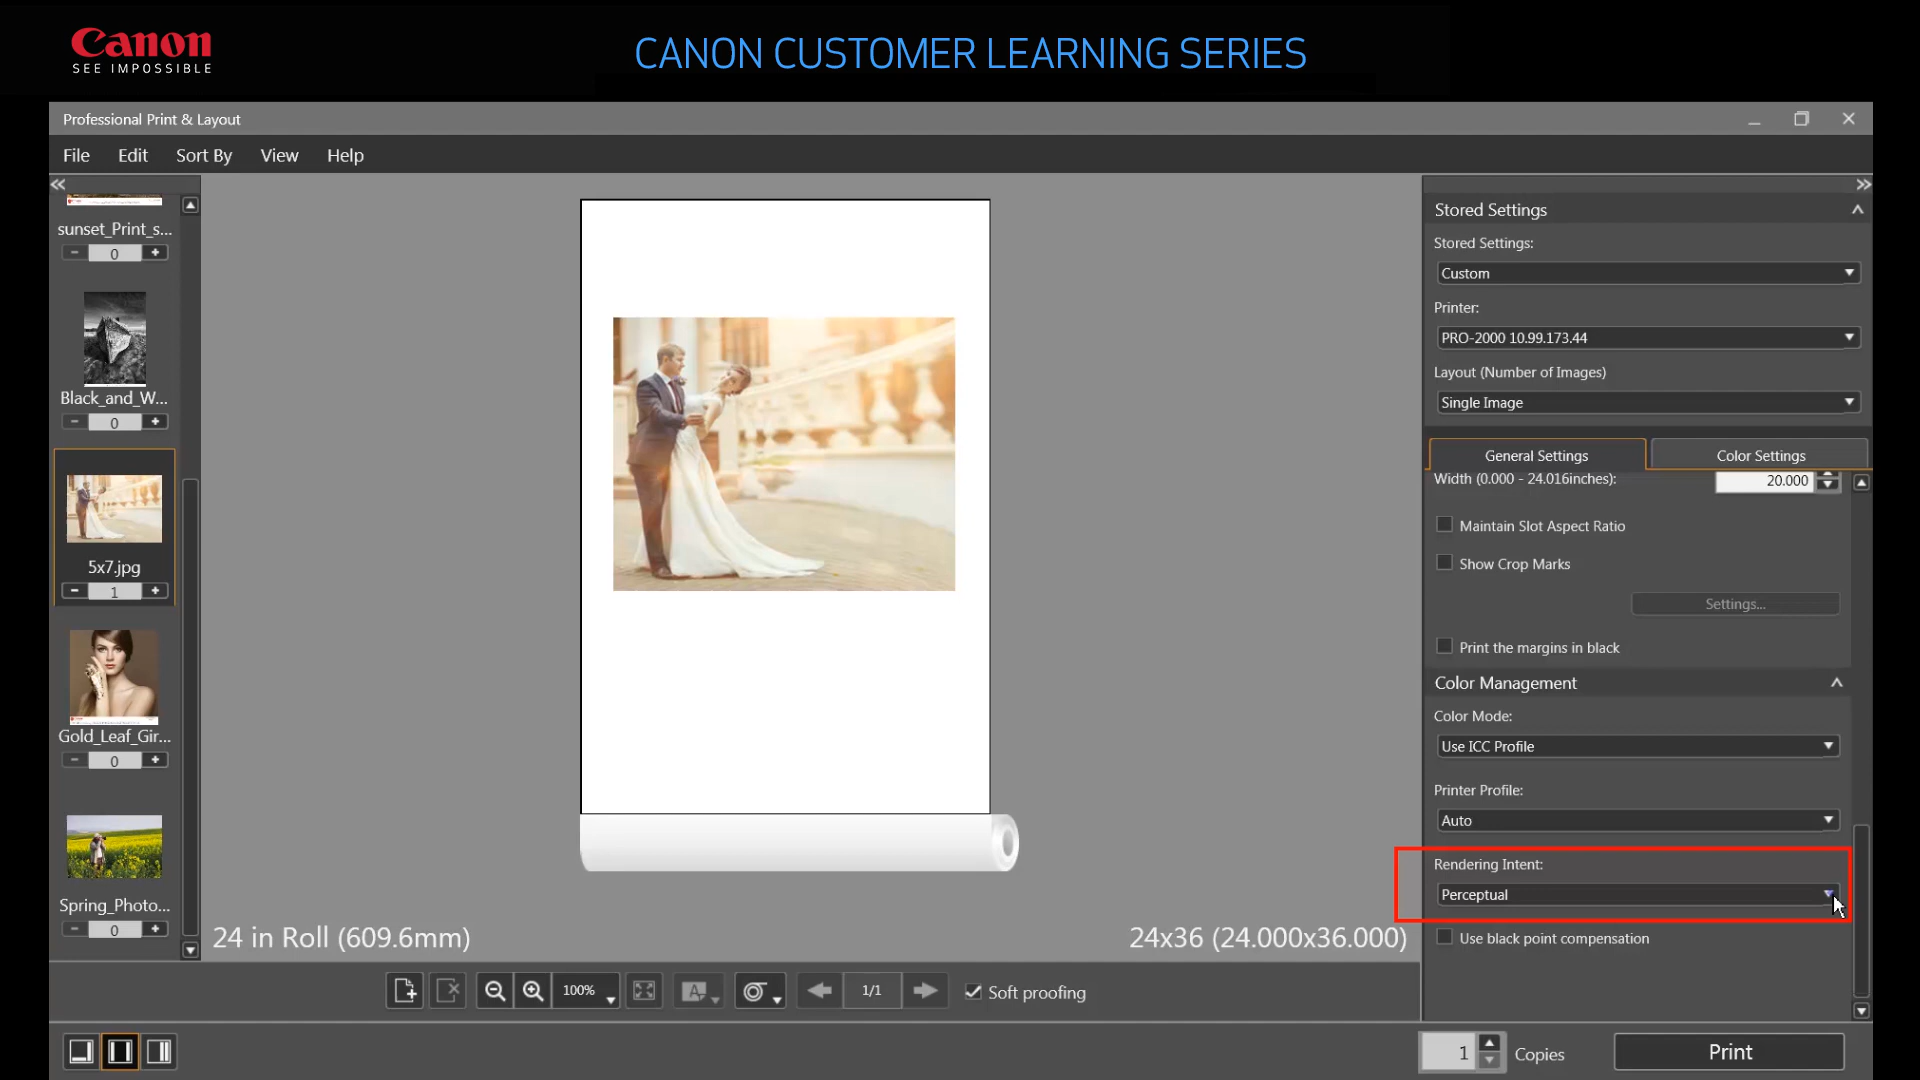 Canon
SEE IMPOSSIBLE
CANON CUSTOMER LEARNING SERIES
Professional Print & Layout
File Edit Sort By View Help
sunset_Print_s...
0
Black_and_W...
0
5x7.jpg
1
Gold_Leaf_Gir...
0
Spring_Photo...
0
24 in Roll (609.6mm)
24x36 (24.000x36.000)
100%
A
1/1
Soft proofing
Stored Settings
Stored Settings:
Custom
Printer:
PRO-2000 10.99.173.44
Layout (Number of Images)
Single Image
General Settings
Color Settings
Width (0.000 - 24.016inches):
20.000
Maintain Slot Aspect Ratio
Show Crop Marks
Settings...
Print the margins in black
Color Management
Color Mode:
Use ICC Profile
Printer Profile:
Auto
Rendering Intent:
Perceptual
Use black point compensation
1
Copies
Print